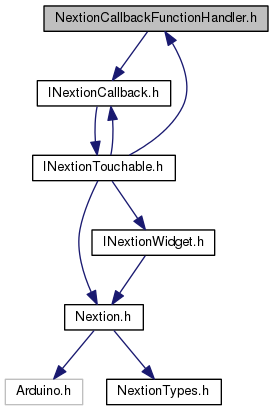 NextionCallbackFunctionHandler.h
INextionCallback.h
INextionTouchable.h
INextionWidget.h
Nextion.h
Arduino.h
NextionTypes.h